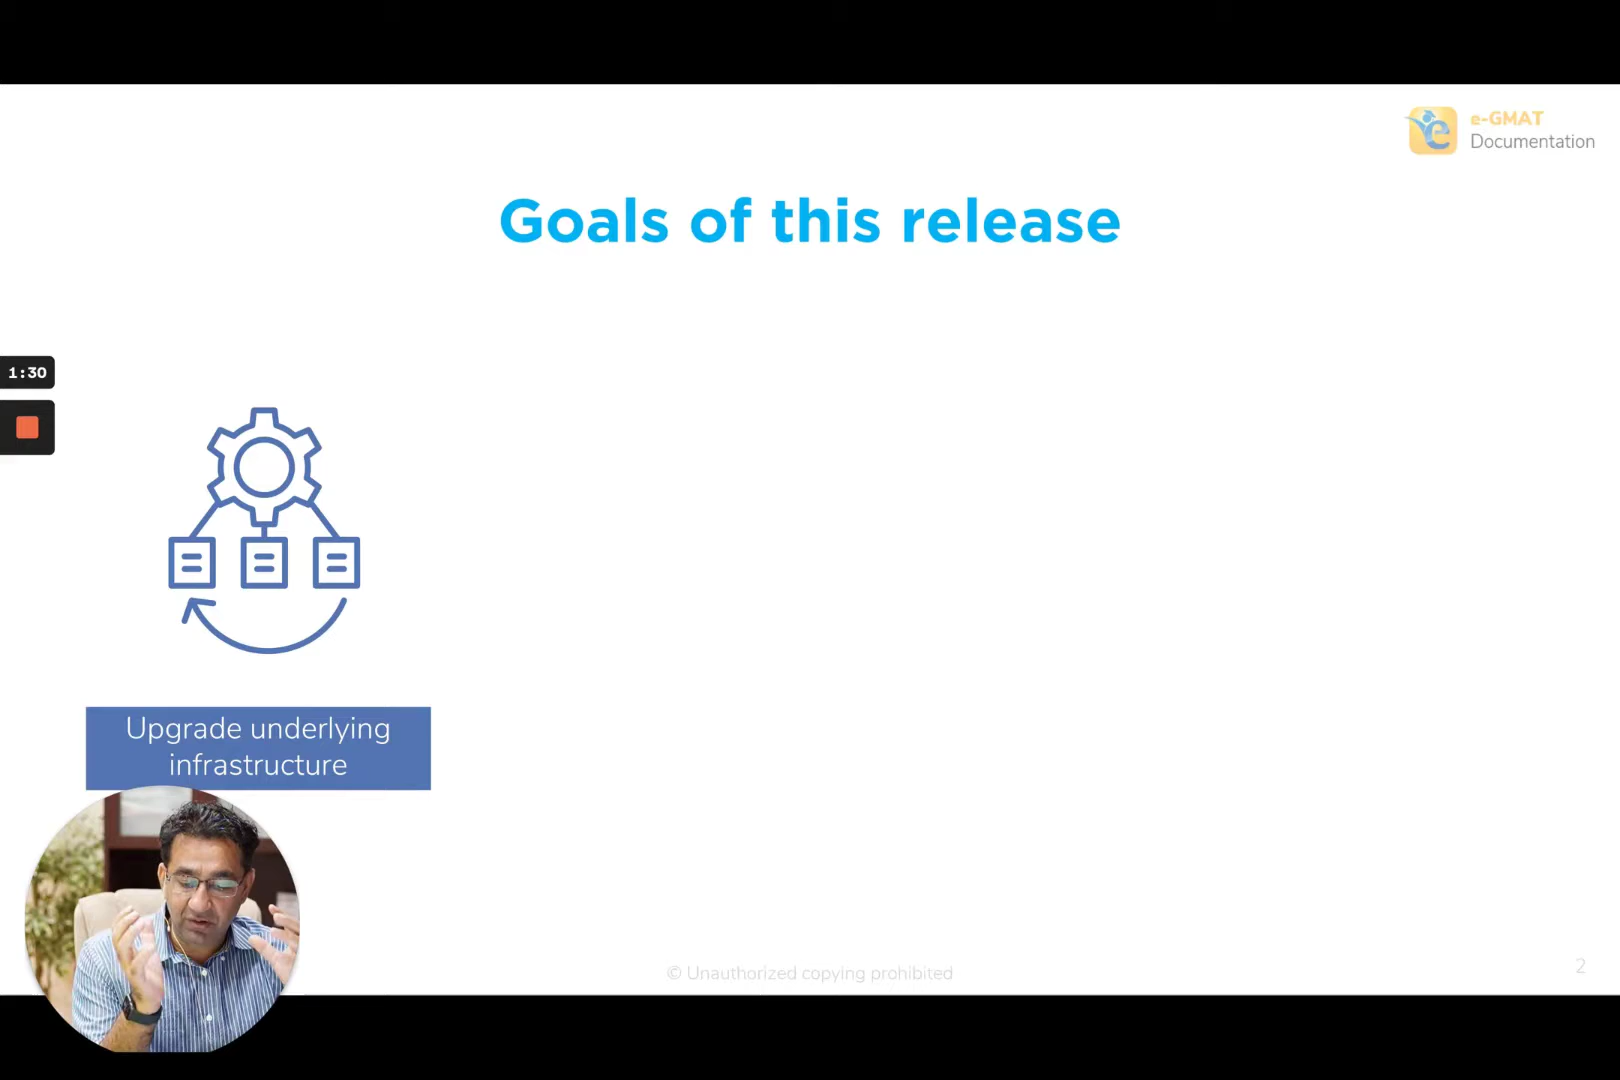 e-GMAT
Documentation
Goals of this release
1:30
Upgrade underlying
infrastructure
© Unauthorized copying prohibited
2